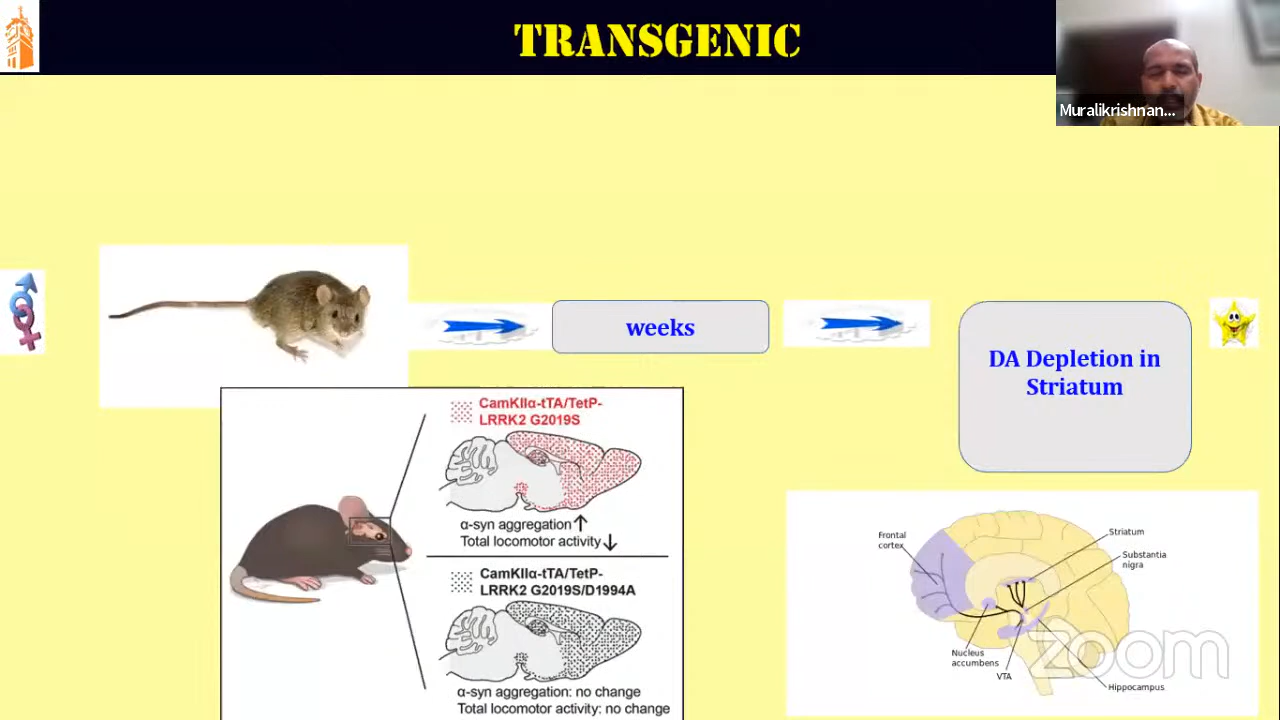 TRANSGENIC
Muralikrishnan...
weeks
DA Depletion in
Striatum
CamKIIα-tTA/TetP-
LRRK2 G2019S
α-syn aggregation↑
Total locomotor activity↓
CamKIIα-tTA/TetP-
LRRK2 G2019S/D1994A
α-syn aggregation: no change
Total locomotor activity: no change
Frontal
cortex
Striatum
Substantia
nigra
Nucleus
accumbens
VTA
Hippocampus
zoom